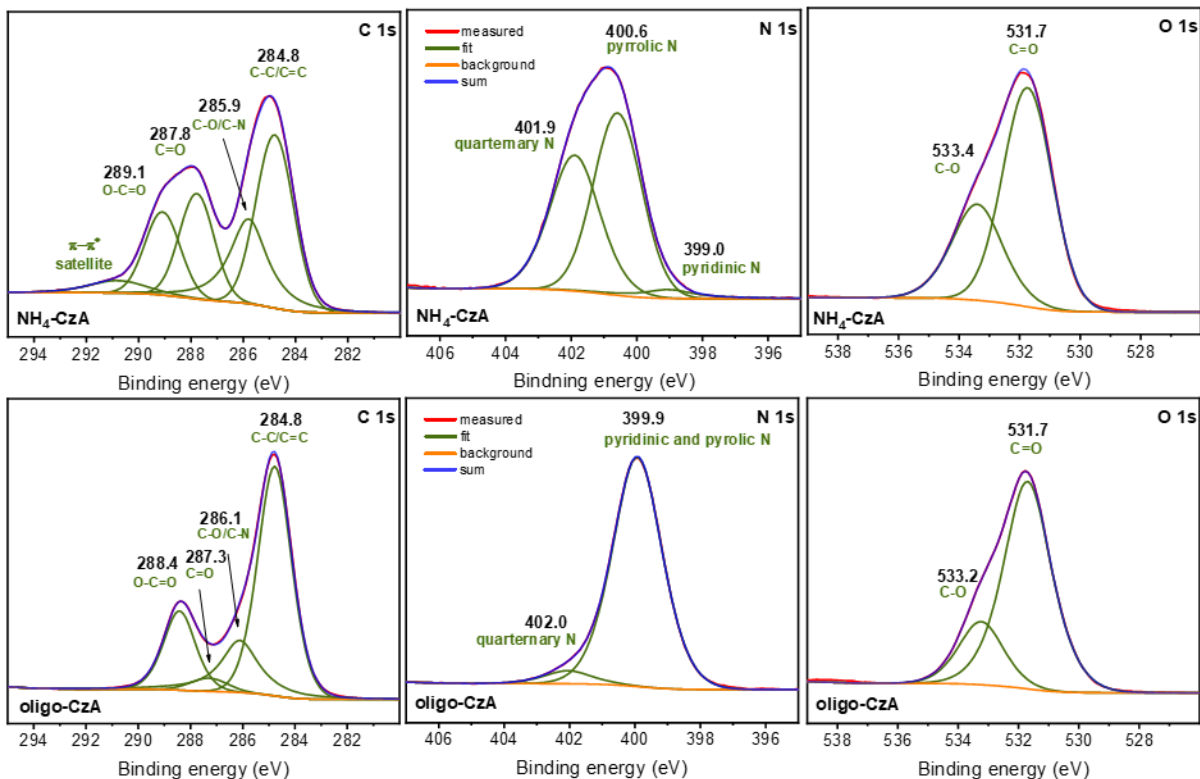 C 1s
284.8
C-C/C=C
285.9
C-O/C-N
287.8
C=O
289.1
O-C=O
π–π*
satellite
NH4-CzA
294 292 290 288 286 284 282
Binding energy (eV)
measured
fit
background
sum
N 1s
400.6
pyrrolic N
401.9
quarternary N
399.0
pyridinic N
NH4-CzA
406 404 402 400 398 396
Bindning energy (eV)
O 1s
531.7
C=O
533.4
C-O
NH4-CzA
538 536 534 532 530 528
Binding energy (eV)
C 1s
284.8
C-C/C=C
286.1
C-O/C-N
287.3
C=O
288.4
O-C=O
oligo-CzA
294 292 290 288 286 284 282
Binding energy (eV)
measured
fit
background
sum
N 1s
399.9
pyridinic and pyrolic N
402.0
quarternary N
oligo-CzA
406 404 402 400 398 396
Binding energy (eV)
O 1s
531.7
C=O
533.2
C-O
oligo-CzA
538 536 534 532 530 528
Binding energy (eV)